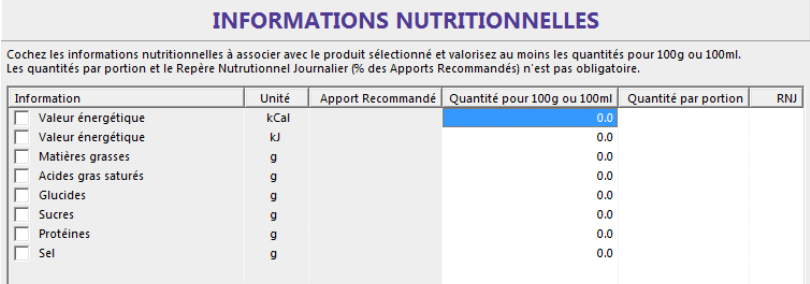 INFORMATIONS NUTRITIONNELLES
Cochez les informations nutritionnelles à associer avec le produit sélectionné et valorisez au moins les quantités pour 100g ou 100ml.
Les quantités par portion et le Repère Nutrutionnel Journalier (% des Apports Recommandés) n'est pas obligatoire.
Information Unité Apport Recommandé Quantité pour 100g ou 100ml Quantité par portion RNJ
Valeur énergétique kCal 0.0
Valeur énergétique kJ 0.0
Matières grasses g 0.0
Acides gras saturés g 0.0
Glucides g 0.0
Sucres g 0.0
Protéines g 0.0
Sel g 0.0